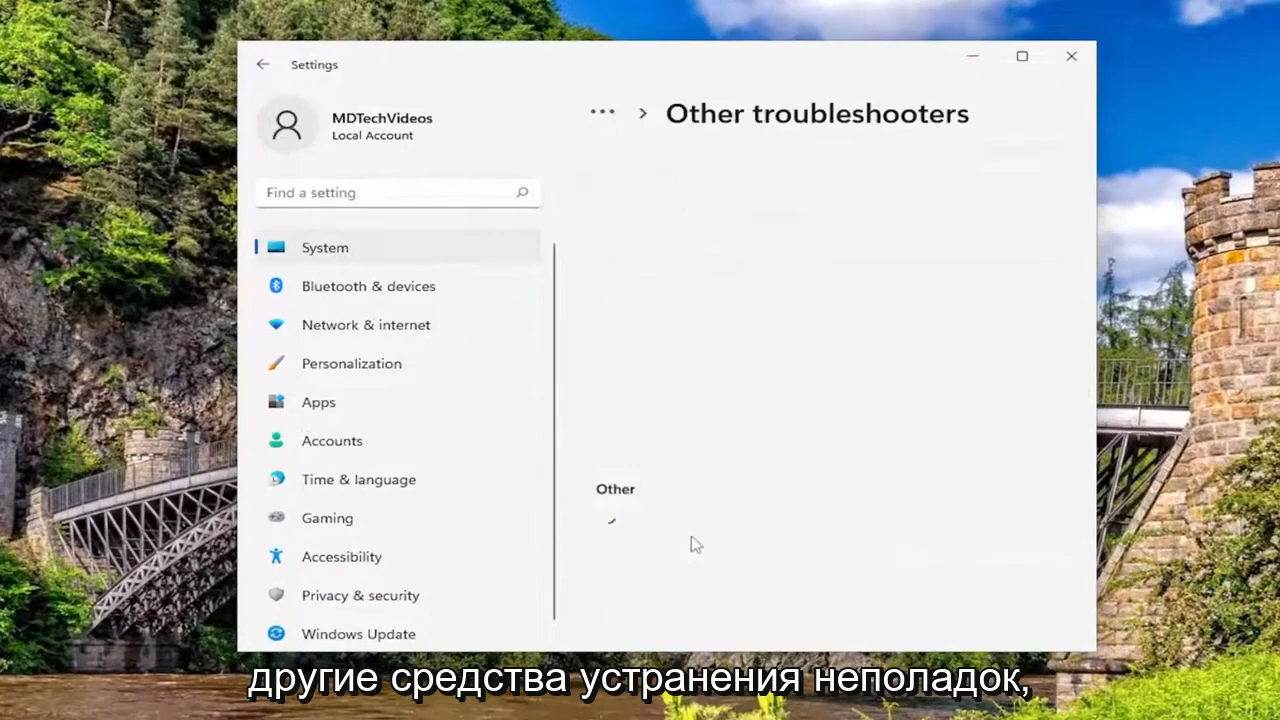 Settings
MDTechVideos
Local Account
Find a setting
System
Bluetooth & devices
Network & internet
Personalization
Apps
Accounts
Time & language
Gaming
Accessibility
Privacy & security
Windows Update
… > Other troubleshooters
Other
другие средства устранения неполадок,